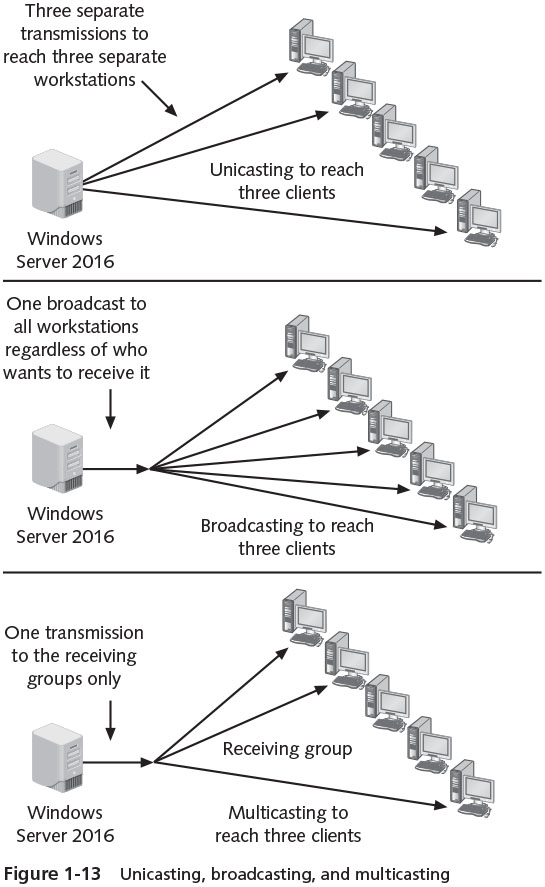 Three separate
transmissions to
reach three separate
workstations
Unicasting to reach
three clients
Windows
Server 2016
One broadcast to
all workstations
regardless of who
wants to receive it
Windows
Server 2016
Broadcasting to reach
three clients
One transmission
to the receiving
groups only
Receiving group
Windows
Server 2016
Multicasting to
reach three clients
Figure 1-13 Unicasting, broadcasting, and multicasting